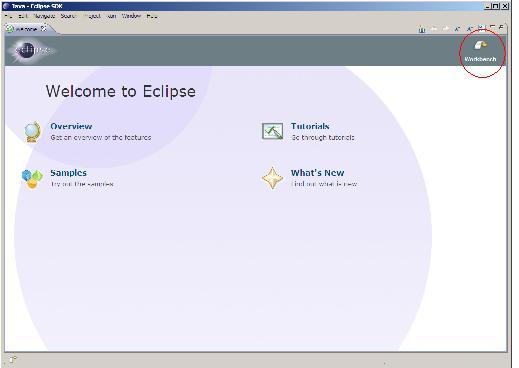 Java - Eclipse SDK
File Edit Navigate Search Project Run Window Help
Welcome
eclipse
Workbench
Welcome to Eclipse
Overview
Get an overview of the features
Tutorials
Go through tutorials
Samples
Try out the samples
What's New
Find out what is new